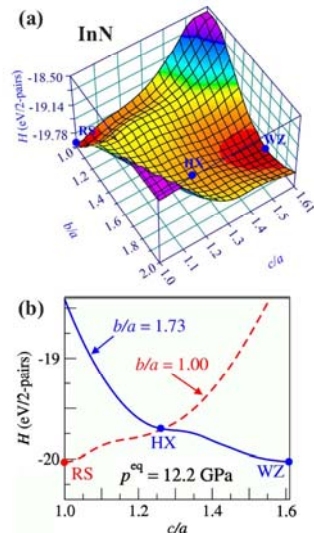 (a) InN
H (eV/2-pairs)
-18.50
-19.14
-19.78
RS
HX
WZ
1.0
1.2
1.4
1.6
1.8
2.0
b/a
1.0
1.1
1.2
1.3
1.4
1.5
1.61
c/a
(b)
H (eV/2-pairs)
-19
-20
b/a = 1.73
b/a = 1.00
HX
RS
WZ
p^eq = 12.2 GPa
1.0 1.2 1.4 1.6
c/a